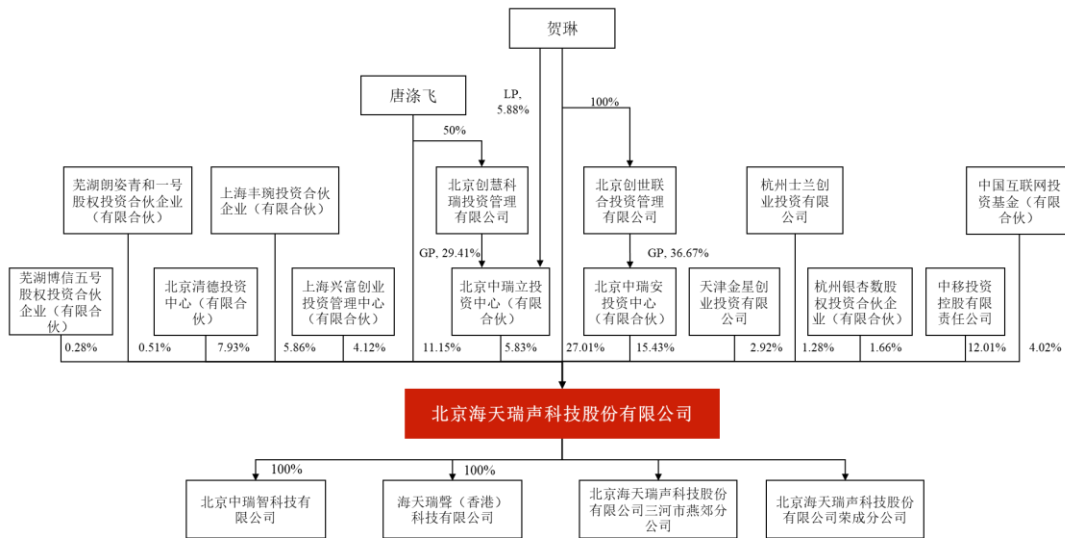 贺琳
唐涤飞
LP,
5.88%
100%
50%
芜湖朗姿青和一号
股权投资合伙企业
（有限合伙）
上海丰琬投资合伙
企业（有限合伙）
北京创慧科
瑞投资管理
有限公司
北京创世联
合投资管理
有限公司
杭州士兰创
业投资有限
公司
中国互联网投
资基金（有限
合伙）
GP, 29.41%
GP, 36.67%
芜湖博信五号
股权投资合伙
企业（有限合
伙）
北京清德投资
中心（有限合
伙）
上海兴富创业
投资管理中心
（有限合伙）
北京中瑞立投
资中心（有限
合伙）
北京中瑞安
投资中心
（有限合伙）
天津金星创
业投资有限
公司
杭州银杏数股
权投资合伙企
业（有限合伙）
中移投资
控股有限
责任公司
0.28%
0.51%
7.93%
5.86%
4.12%
11.15%
5.83%
27.01%
15.43%
2.92%
1.28%
1.66%
12.01%
4.02%
北京海天瑞声科技股份有限公司
100%
100%
北京中瑞智科技有
限公司
海天瑞聲（香港）
科技有限公司
北京海天瑞声科技股份
有限公司三河市燕郊分
公司
北京海天瑞声科技股份
有限公司荣成分公司